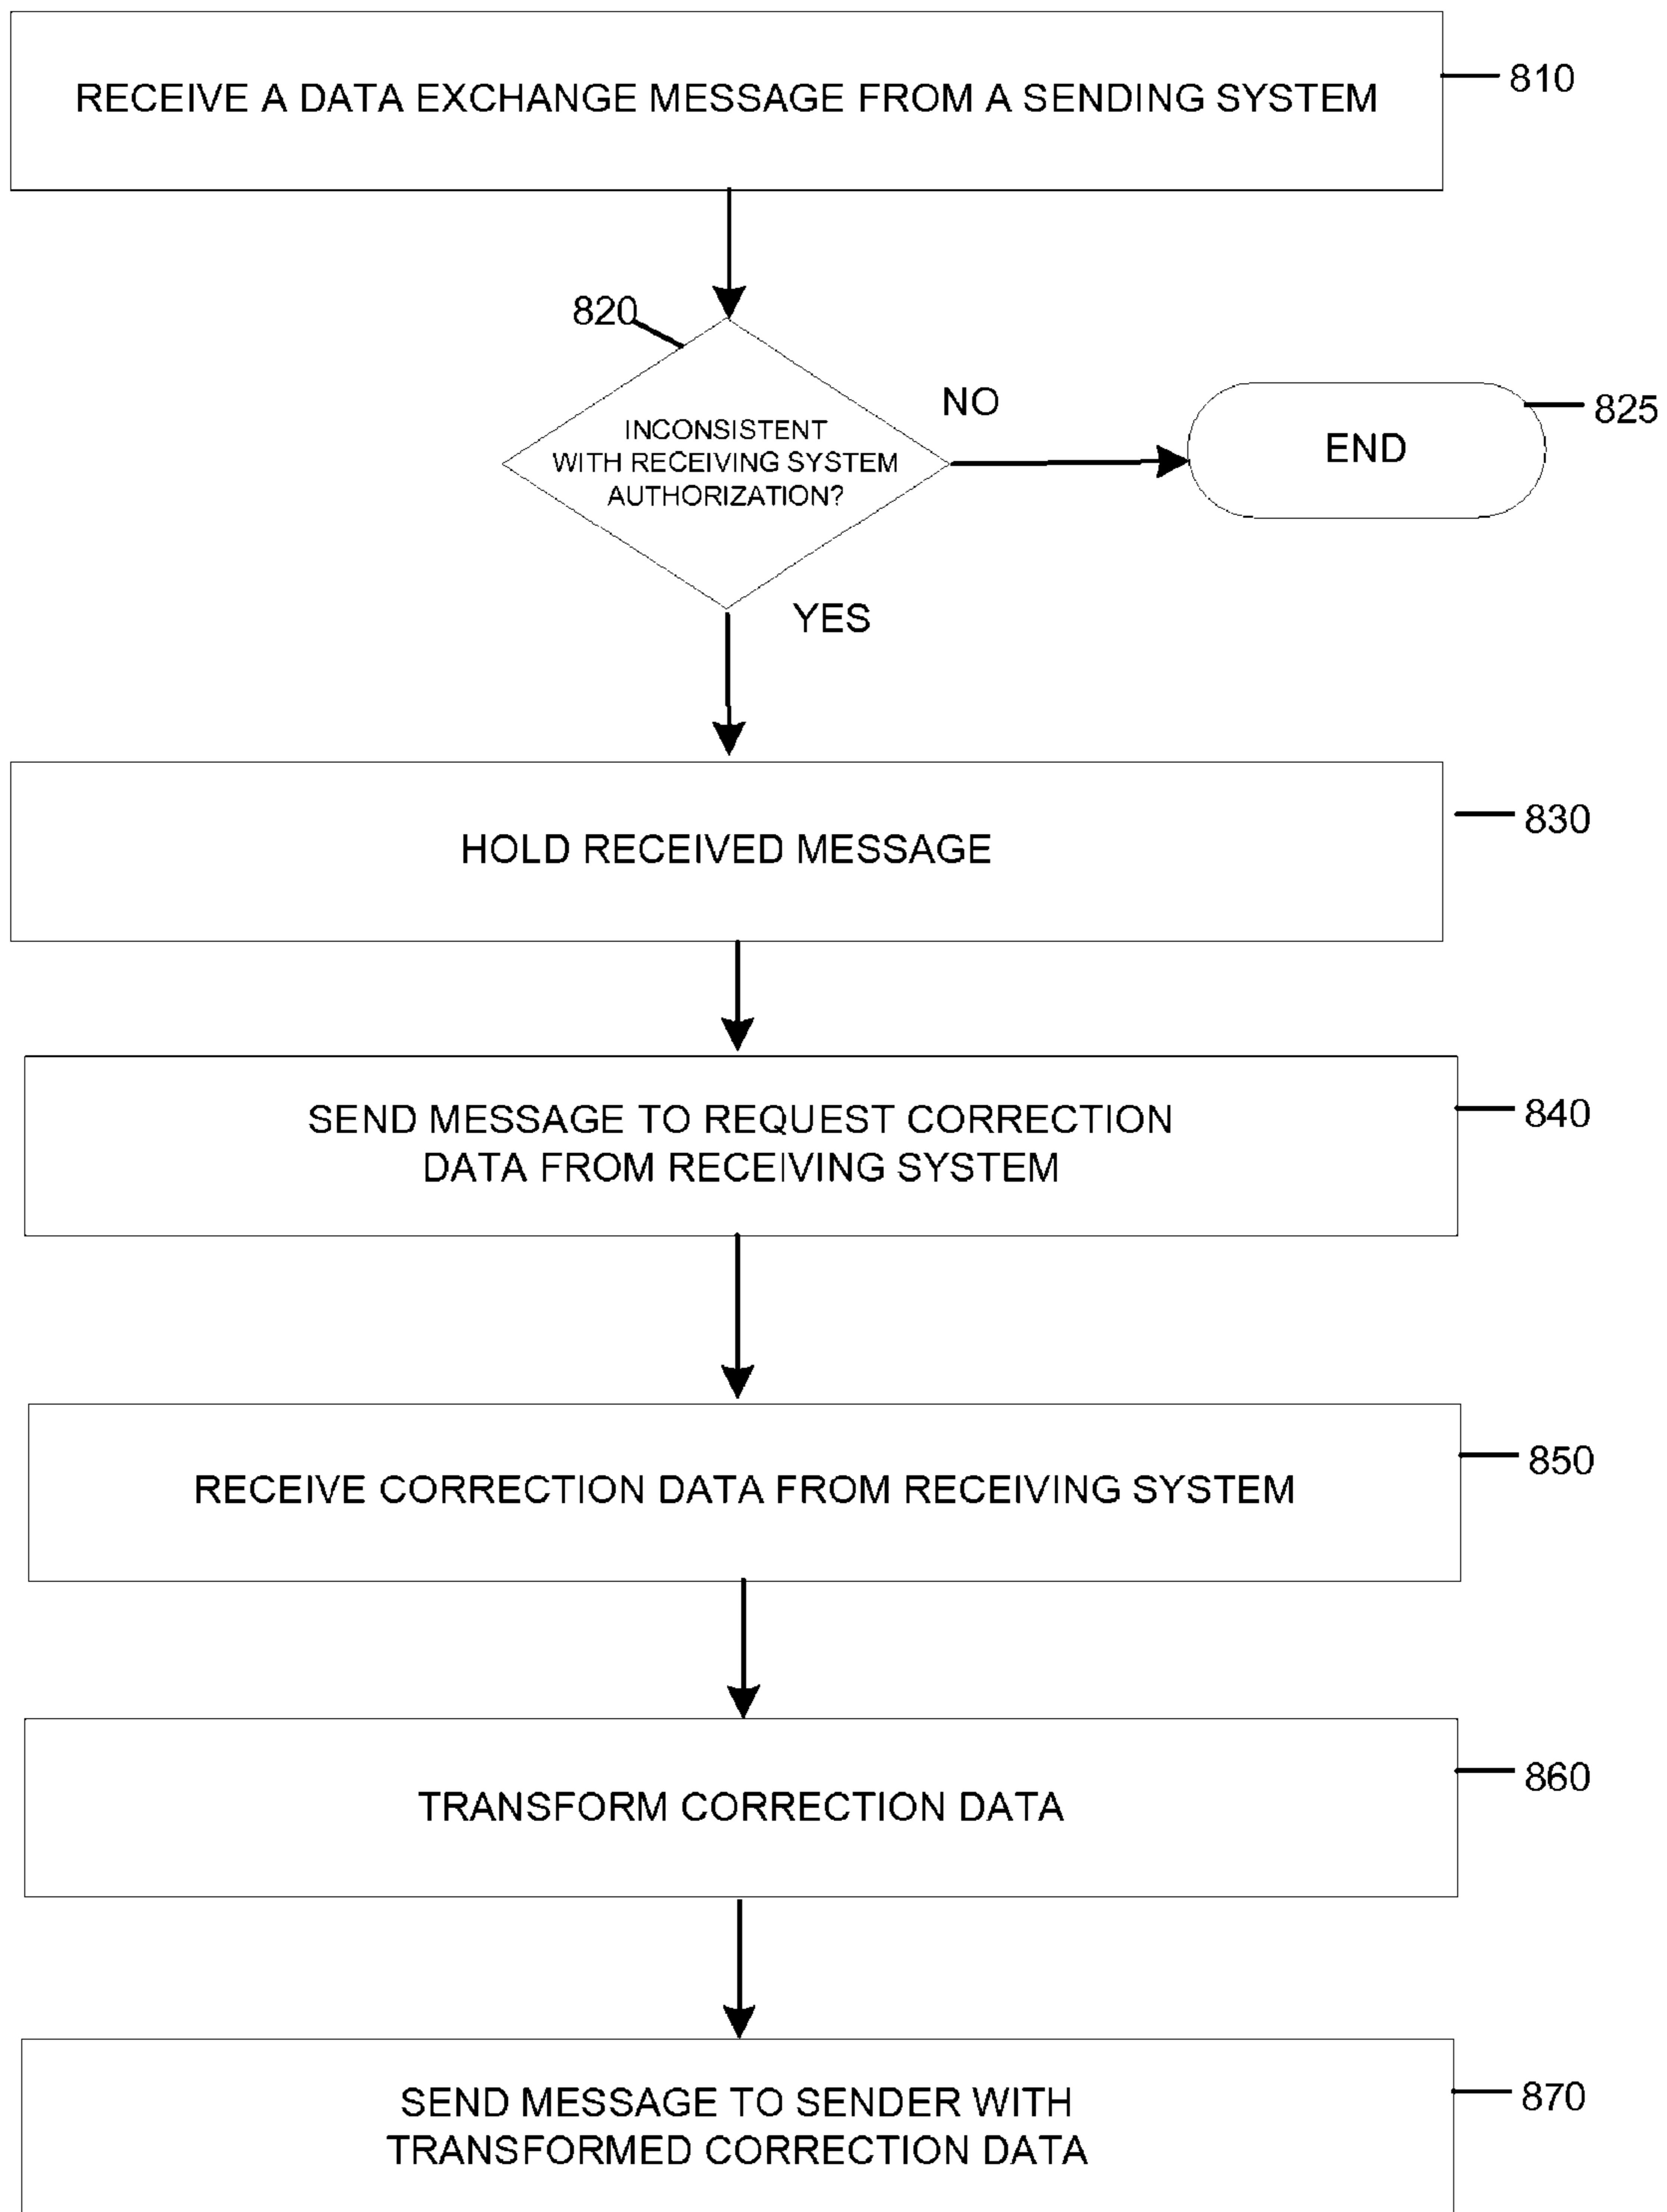 RECEIVE A DATA EXCHANGE MESSAGE FROM A SENDING SYSTEM
810
820
INCONSISTENT
WITH RECEIVING SYSTEM
AUTHORIZATION?
NO
END
825
YES
HOLD RECEIVED MESSAGE
830
SEND MESSAGE TO REQUEST CORRECTION
DATA FROM RECEIVING SYSTEM
840
RECEIVE CORRECTION DATA FROM RECEIVING SYSTEM
850
TRANSFORM CORRECTION DATA
860
SEND MESSAGE TO SENDER WITH
TRANSFORMED CORRECTION DATA
870